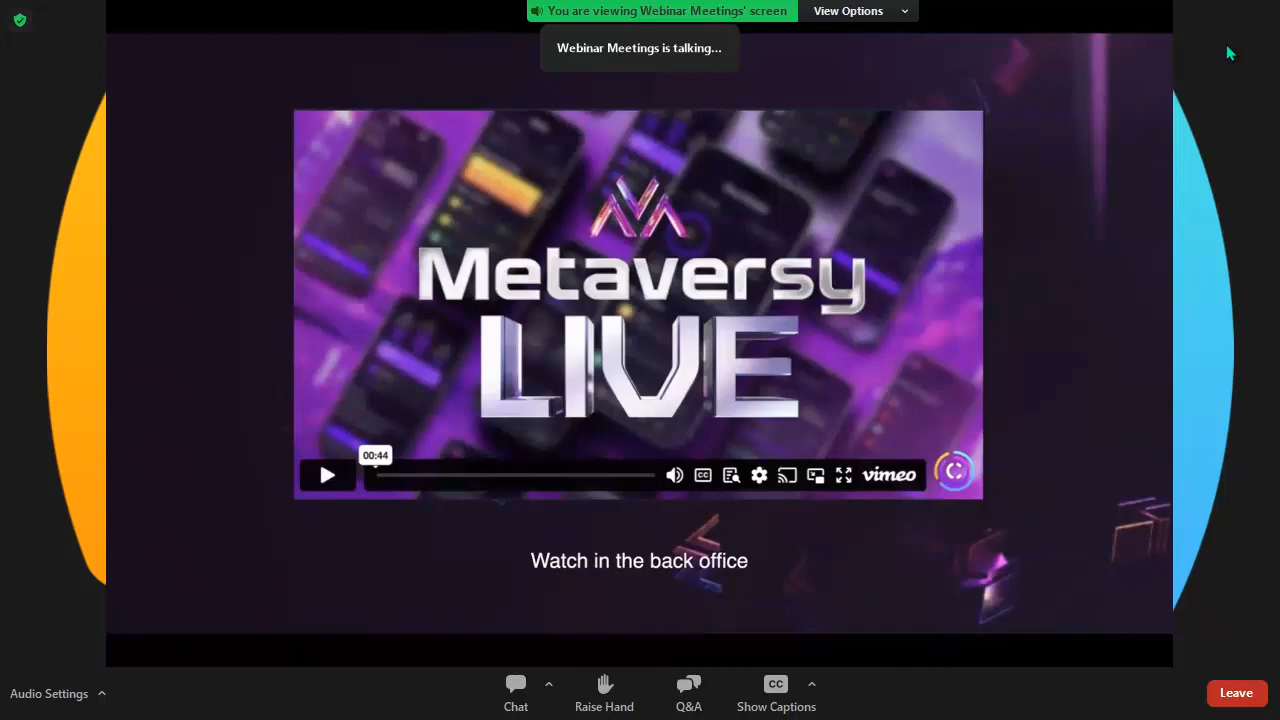 You are viewing Webinar Meetings' screen
View Options
Webinar Meetings is talking...
Metaversy
LIVE
00:44
CC
vimeo
Watch in the back office
Audio Settings
Chat
Raise Hand
Q&A
CC
Show Captions
Leave